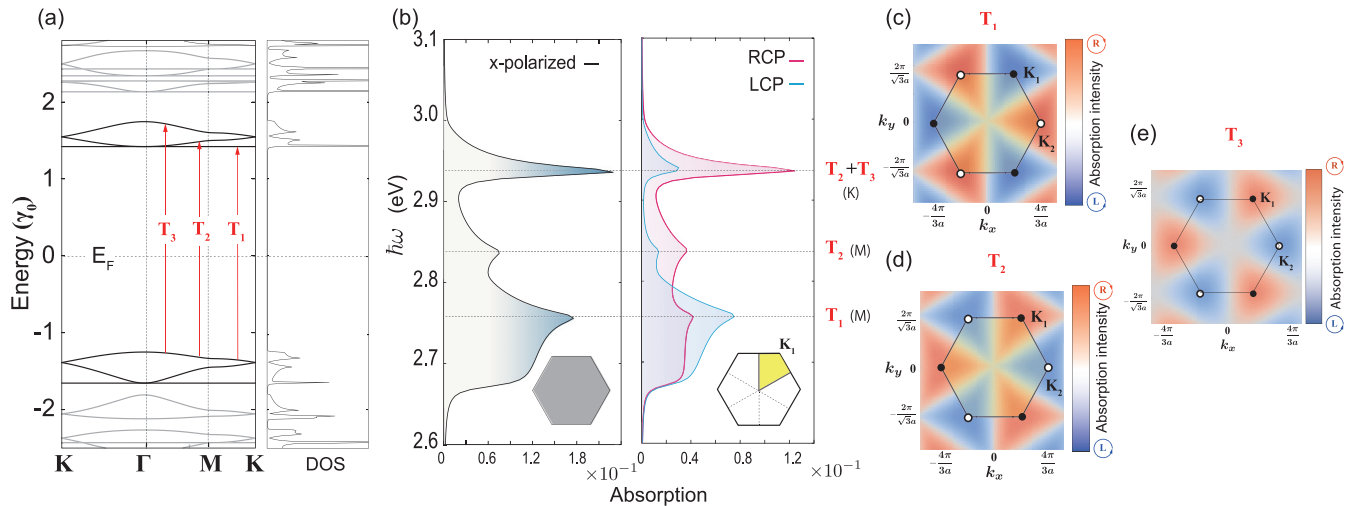 (a)
Energy (γ0)
2
1
0
-1
-2
EF
T3
T2
T1
K
Γ
M
K
DOS
(b)
ħω (eV)
3.1
3.0
2.9
2.8
2.7
2.6
x-polarized
0.6
1.2
1.8
×10⁻¹
RCP
LCP
K1
0
0.4
0.8
1.2
×10⁻¹
Absorption
T2+T3
(K)
T2 (M)
T1 (M)
(c)
T1
2π/√3a
ky 0
-2π/√3a
K1
K2
-4π/3a
0
4π/3a
kx
R
Absorption intensity
L
(d)
T2
2π/√3a
ky 0
-2π/√3a
K1
K2
-4π/3a
0
4π/3a
kx
R
Absorption intensity
L
(e)
T3
2π/√3a
ky 0
-2π/√3a
K1
K2
-4π/3a
0
4π/3a
kx
R
Absorption intensity
L